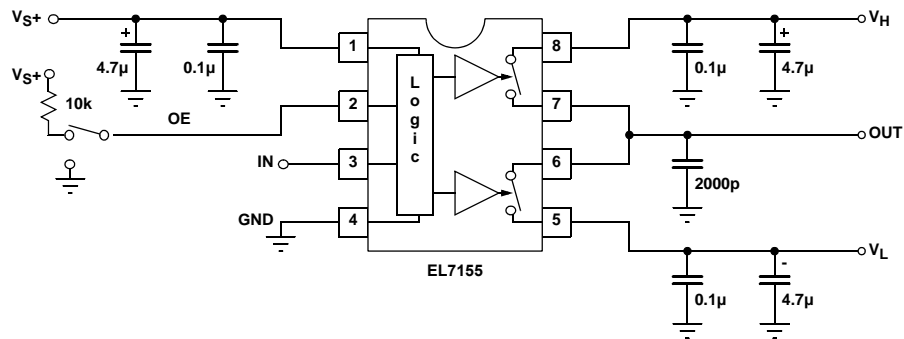 VS+
+
4.7µ
0.1µ
VS+
10k
OE
IN
GND
1
2
3
4
Logic
8
7
6
5
EL7155
VH
+
0.1µ
4.7µ
OUT
2000p
VL
-
0.1µ
4.7µ